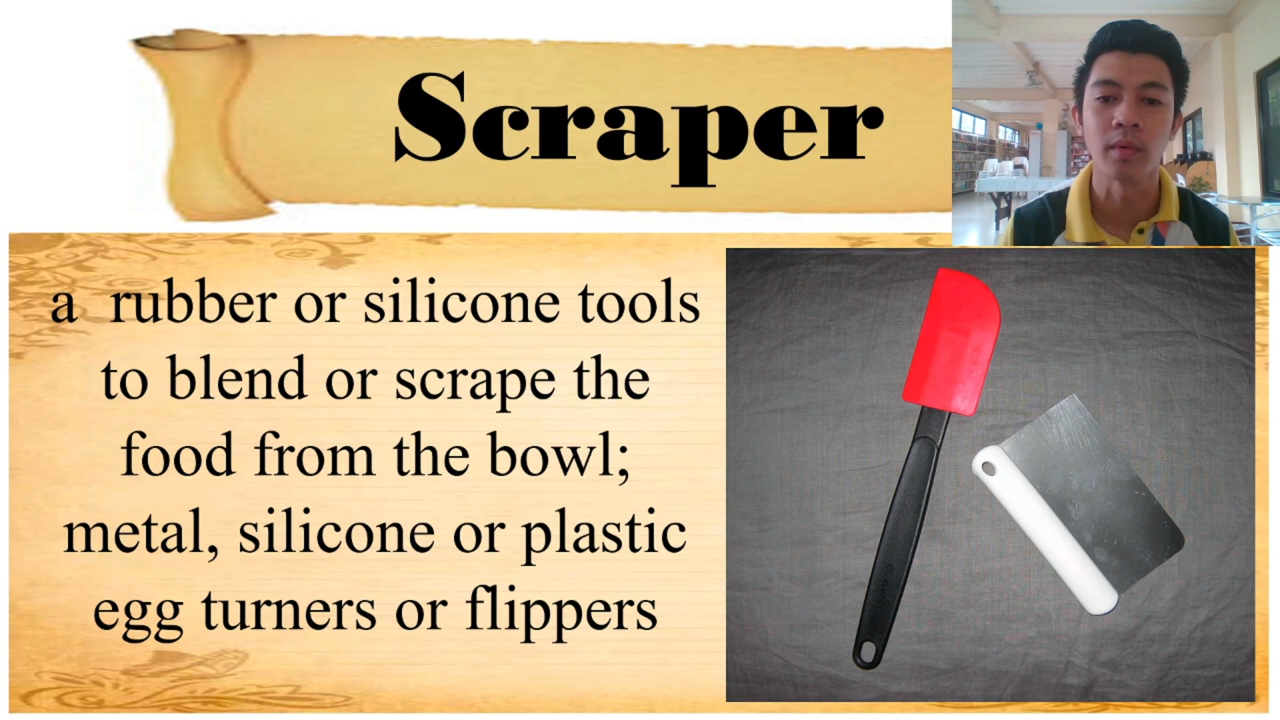 Scraper
a rubber or silicone tools
to blend or scrape the
food from the bowl;
metal, silicone or plastic
egg turners or flippers